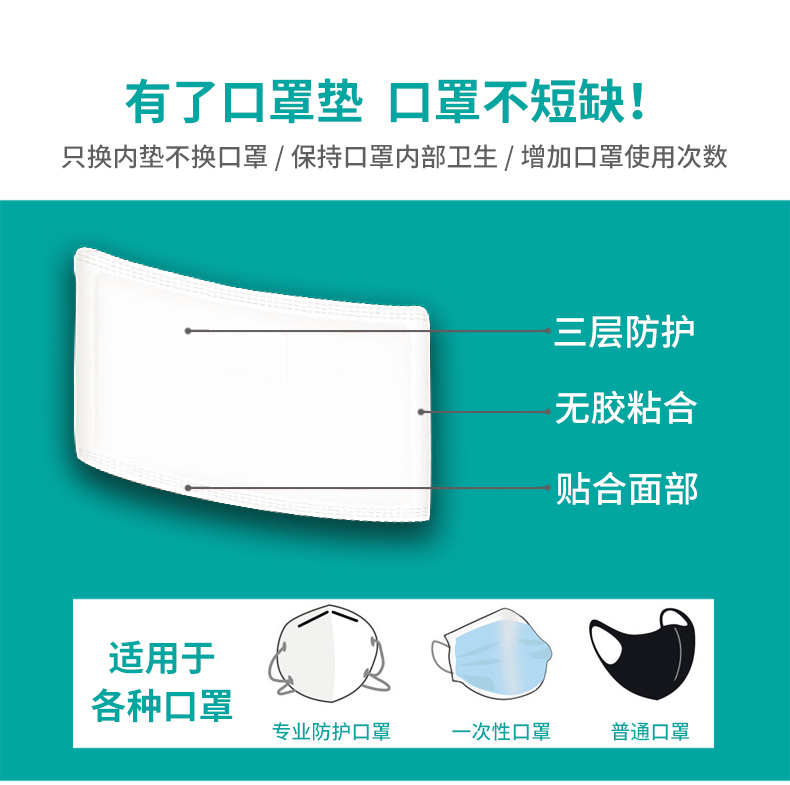 有了口罩垫 口罩不短缺！
只换内垫不换口罩 / 保持口罩内部卫生 / 增加口罩使用次数
三层防护
无胶粘合
贴合面部
适用于
各种口罩
专业防护口罩
一次性口罩
普通口罩